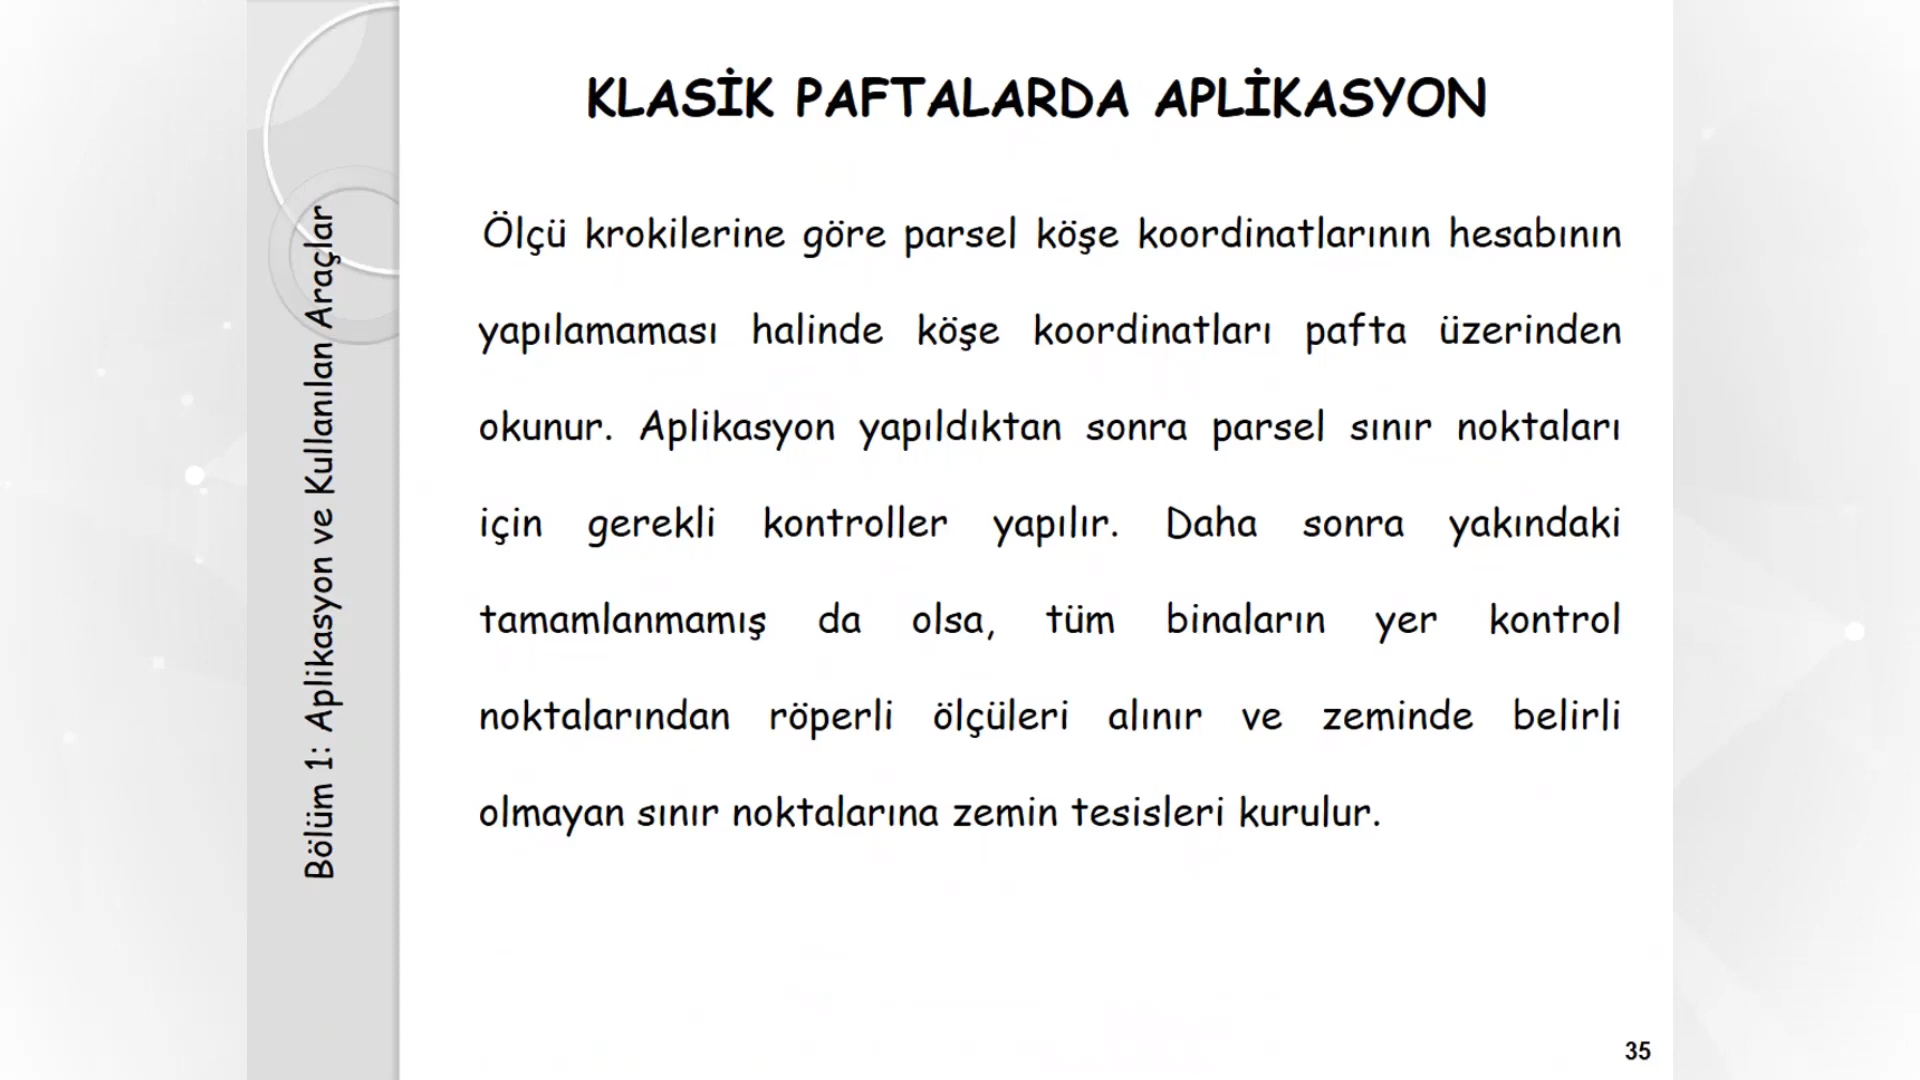 KLASİK PAFTALARDA APLİKASYON
Bölüm 1: Aplikasyon ve Kullanılan Araçlar
Ölçü krokilerine göre parsel köşe koordinatlarının hesabının
yapılamaması halinde köşe koordinatları pafta üzerinden
okunur. Aplikasyon yapıldıktan sonra parsel sınır noktaları
için gerekli kontroller yapılır. Daha sonra yakındaki
tamamlanmamış da olsa, tüm binaların yer kontrol
noktalarından röperli ölçüleri alınır ve zeminde belirli
olmayan sınır noktalarına zemin tesisleri kurulur.
35